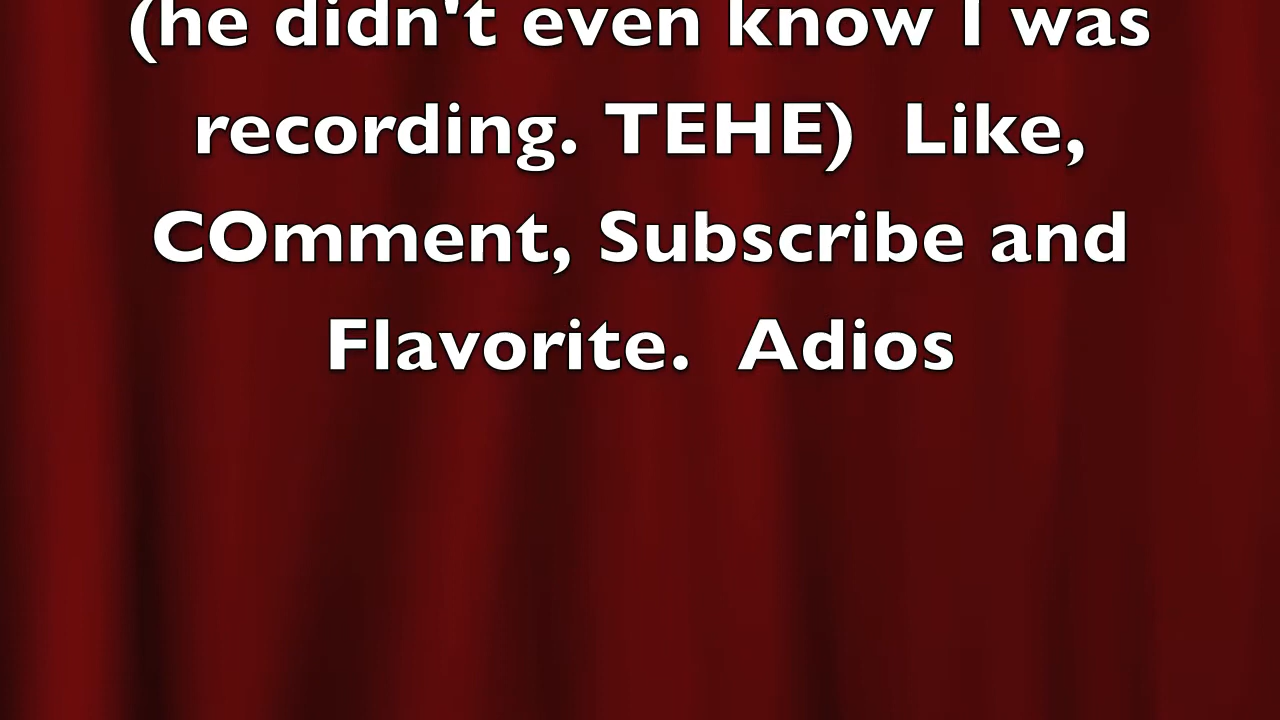 (he didn't even know I was
recording. TEHE)  Like,
COmment, Subscribe and
Flavorite.  Adios